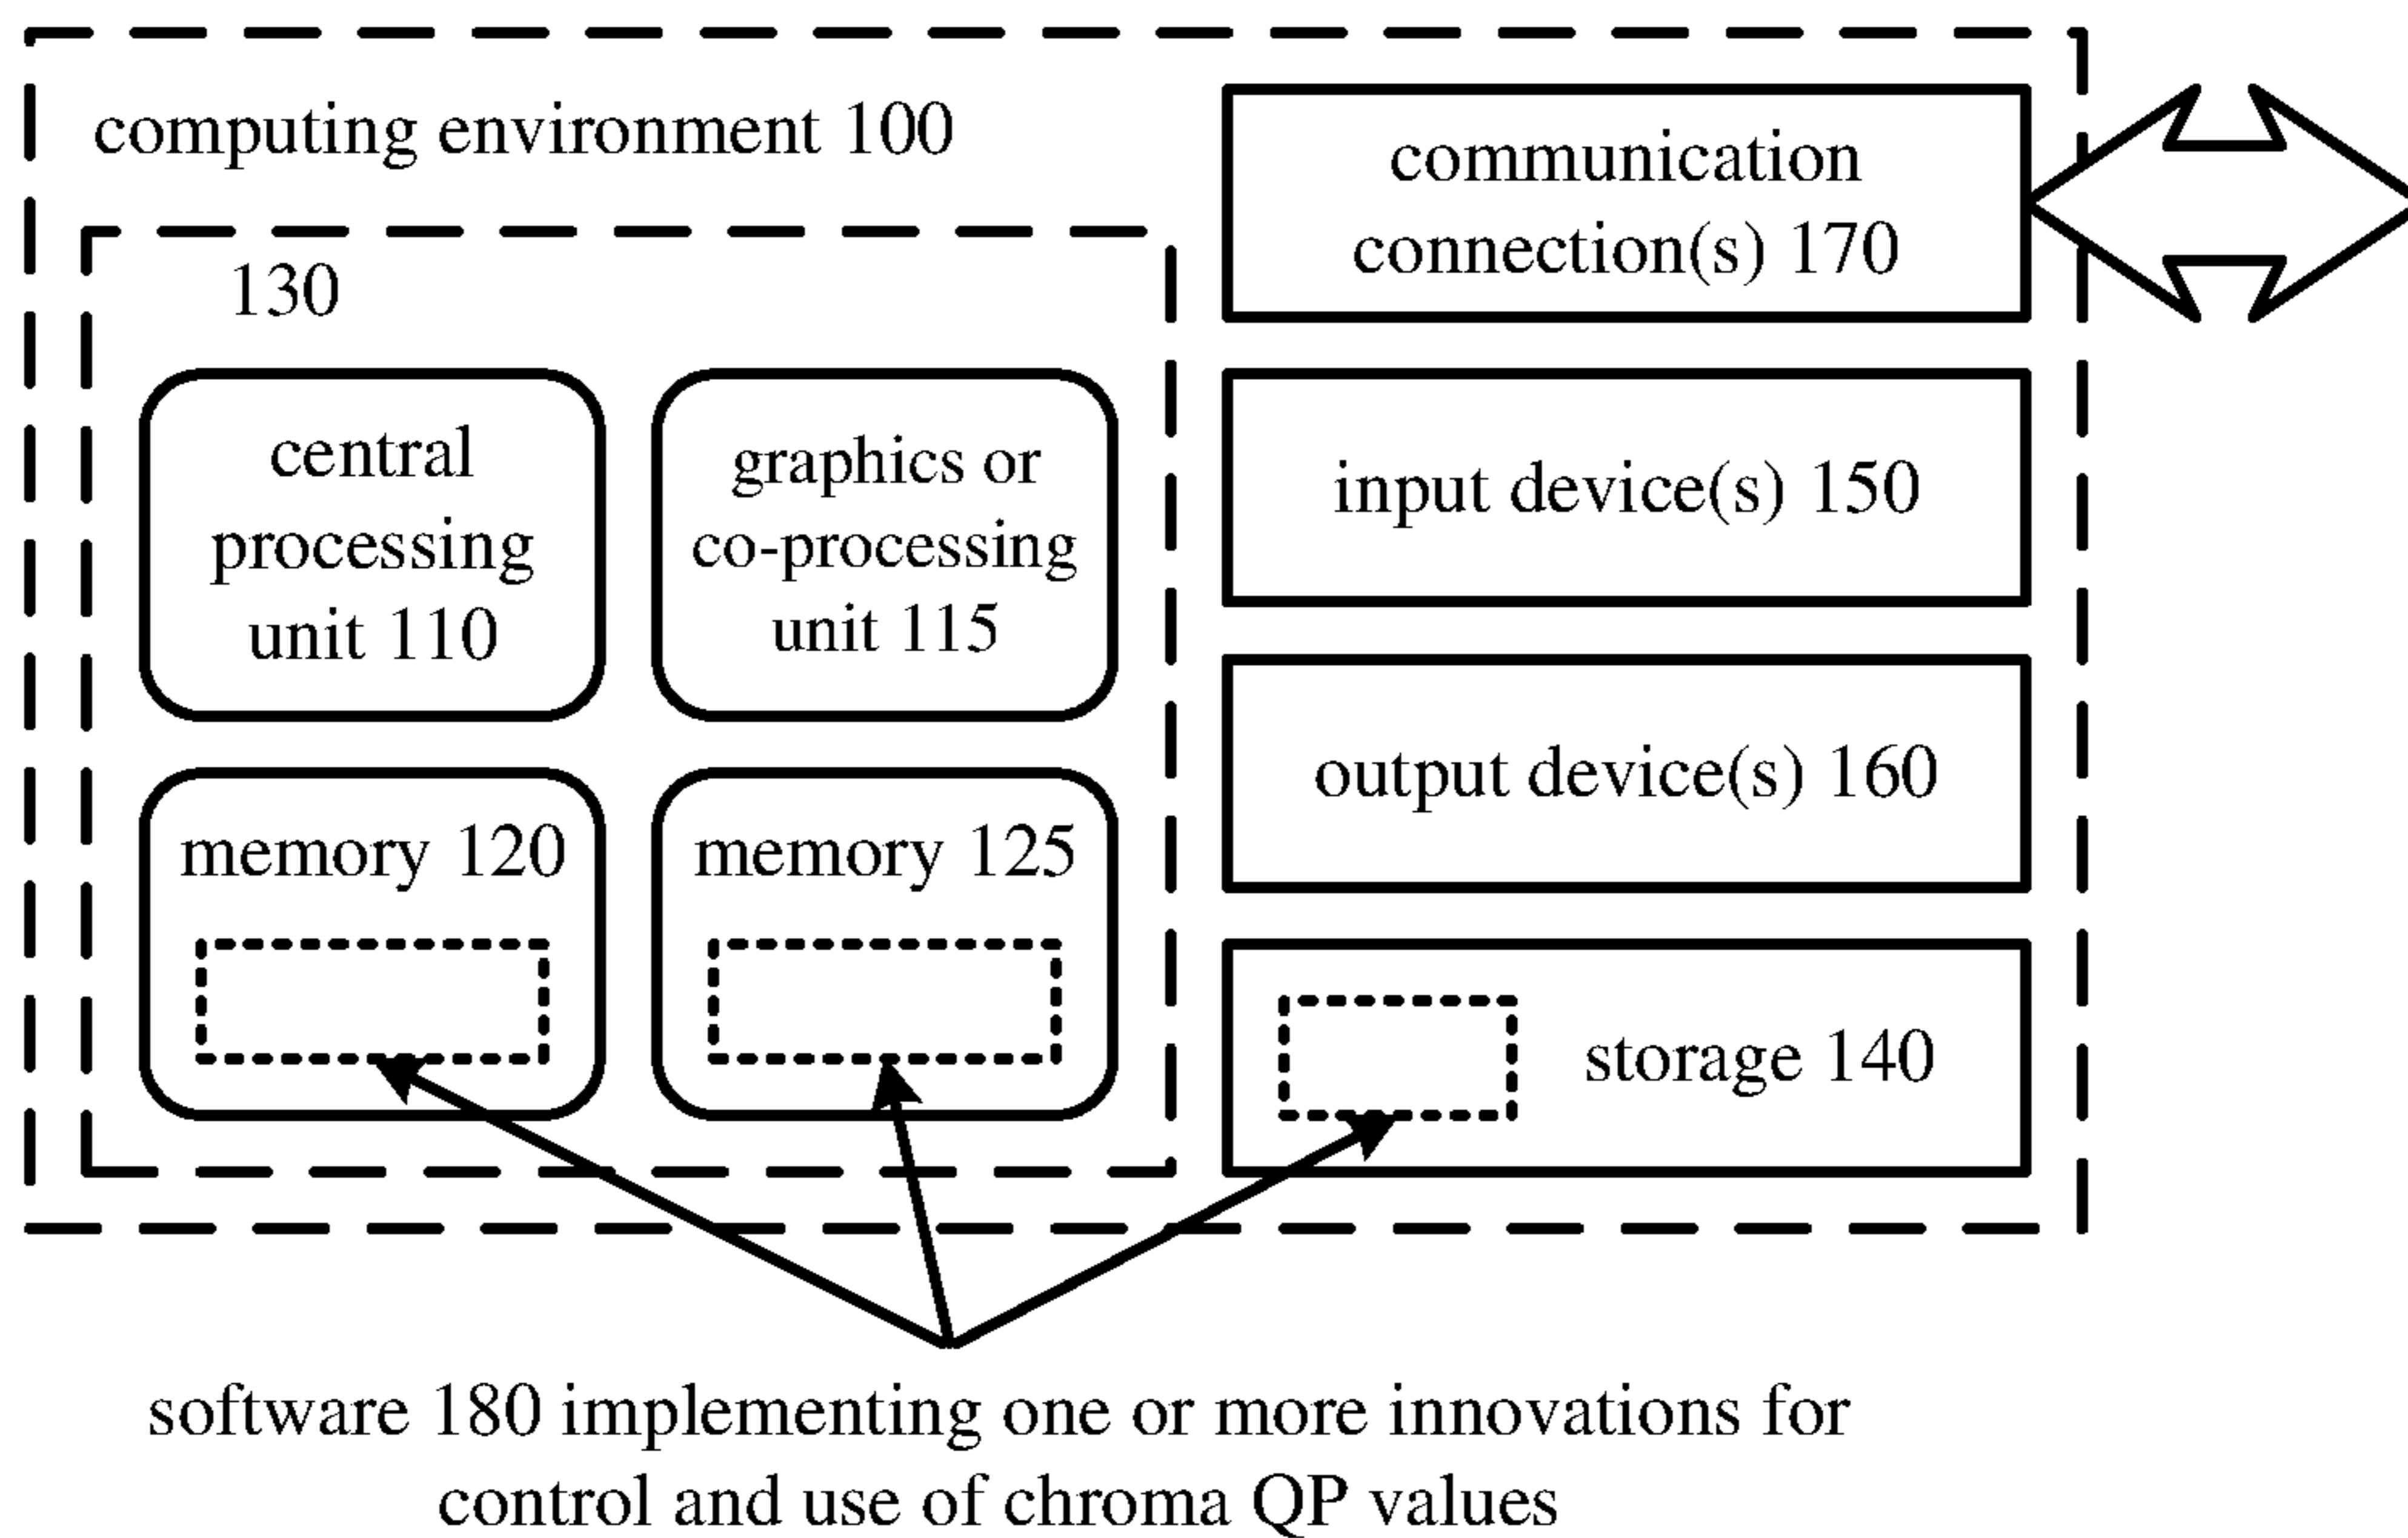 computing environment 100
130
central
processing
unit 110
graphics or
co-processing
unit 115
memory 120
memory 125
communication
connection(s) 170
input device(s) 150
output device(s) 160
storage 140
software 180 implementing one or more innovations for
control and use of chroma QP values